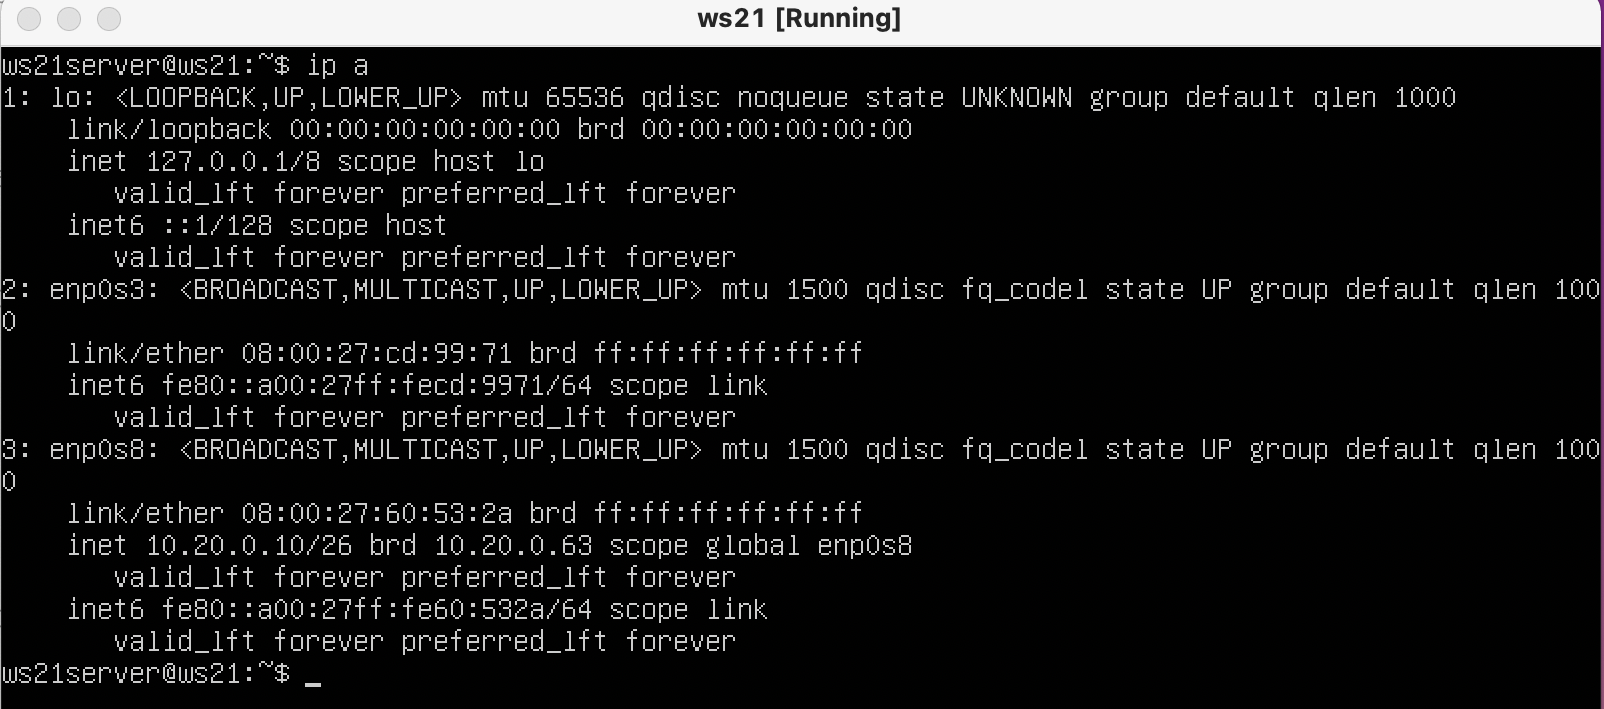 ws21 [Running]
ws21server@ws21:~$ ip a
1: lo: <LOOPBACK,UP,LOWER_UP> mtu 65536 qdisc noqueue state UNKNOWN group default qlen 1000
    link/loopback 00:00:00:00:00:00 brd 00:00:00:00:00:00
    inet 127.0.0.1/8 scope host lo
       valid_lft forever preferred_lft forever
    inet6 ::1/128 scope host
       valid_lft forever preferred_lft forever
2: enp0s3: <BROADCAST,MULTICAST,UP,LOWER_UP> mtu 1500 qdisc fq_codel state UP group default qlen 100
0
    link/ether 08:00:27:cd:99:71 brd ff:ff:ff:ff:ff:ff
    inet6 fe80::a00:27ff:fecd:9971/64 scope link
       valid_lft forever preferred_lft forever
3: enp0s8: <BROADCAST,MULTICAST,UP,LOWER_UP> mtu 1500 qdisc fq_codel state UP group default qlen 100
0
    link/ether 08:00:27:60:53:2a brd ff:ff:ff:ff:ff:ff
    inet 10.20.0.10/26 brd 10.20.0.63 scope global enp0s8
       valid_lft forever preferred_lft forever
    inet6 fe80::a00:27ff:fe60:532a/64 scope link
       valid_lft forever preferred_lft forever
ws21server@ws21:~$ _